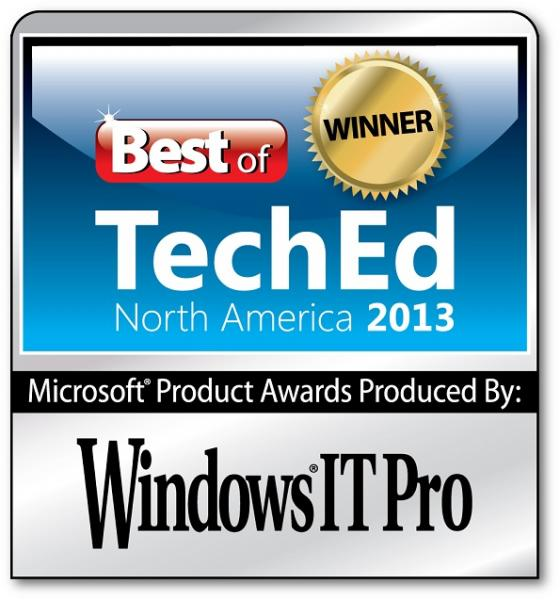 Best of
WINNER
TechEd
North America 2013
Microsoft® Product Awards Produced By:
Windows® IT Pro